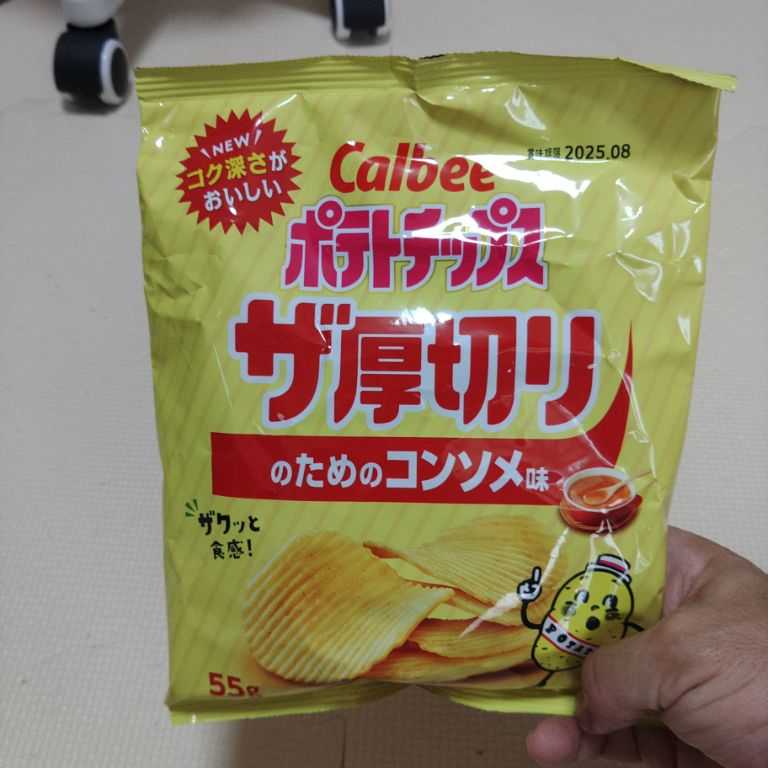 NEW
コク深さが
おいしい
Calbee
賞味期限 2025.08
ポテトチップス
ザ厚切り
のためのコンソメ味
ザクッと
食感!
55g